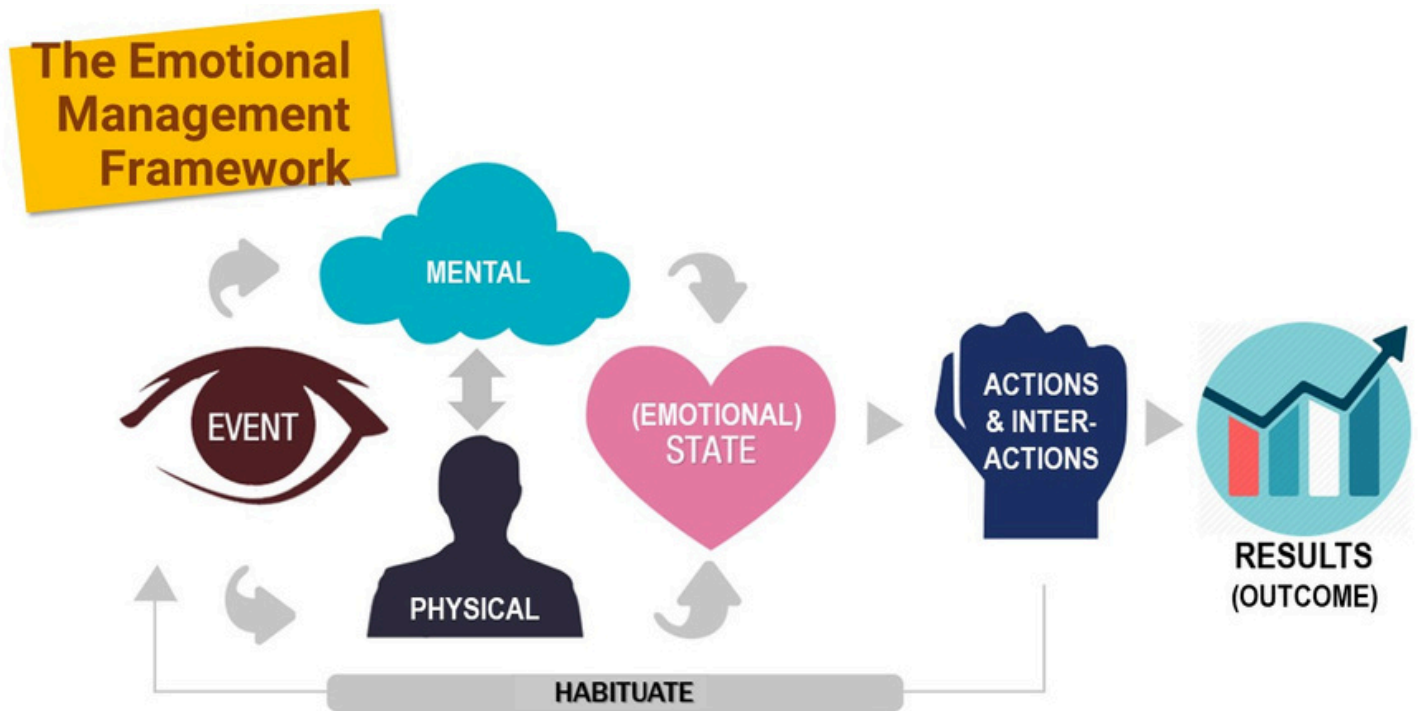 The Emotional
Management
Framework
MENTAL
EVENT
PHYSICAL
(EMOTIONAL)
STATE
ACTIONS
& INTER-
ACTIONS
RESULTS
(OUTCOME)
HABITUATE